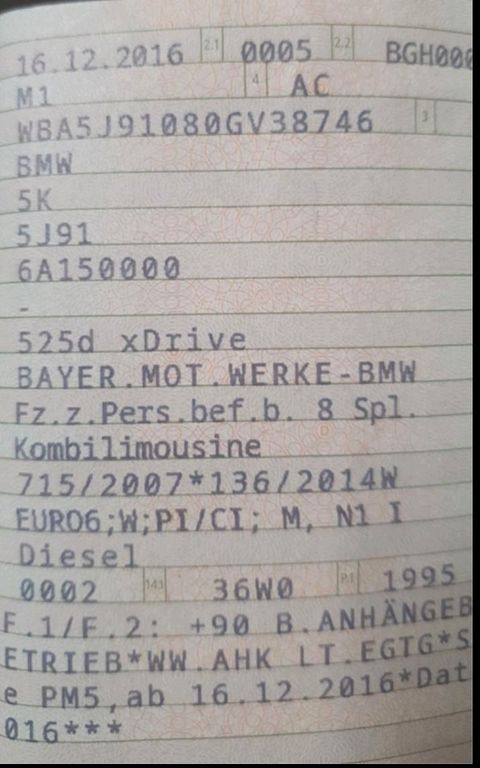 16.12.2016 2.1 0005 2.2 BGH000
M1 4 AC
WBA5J91080GV38746 3
BMW
5K
5J91
6A150000
-
525d xDrive
BAYER.MOT.WERKE-BMW
Fz.z.Pers.bef.b. 8 Spl.
Kombilimousine
715/2007*136/2014W
EURO6;W;PI/CI; M, N1 I
Diesel
0002 14.1 36W0 P.1 1995
F.1/F.2: +90 B.ANHÄNGEB
ETRIEB*WW.AHK LT.EGTG*S
e PM5,ab 16.12.2016*Dat
016***